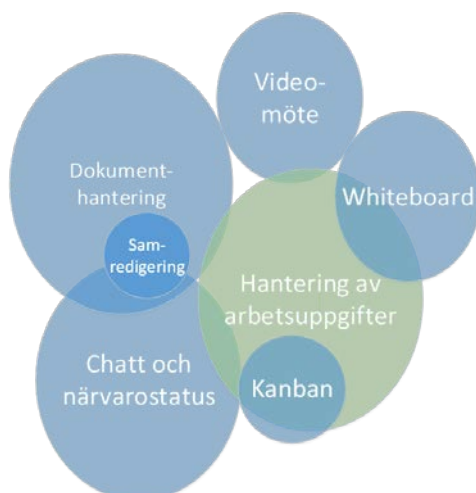 Video-
möte
Dokument-
hantering
Whiteboard
Sam-
redigering
Hantering av
arbetsuppgifter
Chatt och
närvarostatus
Kanban